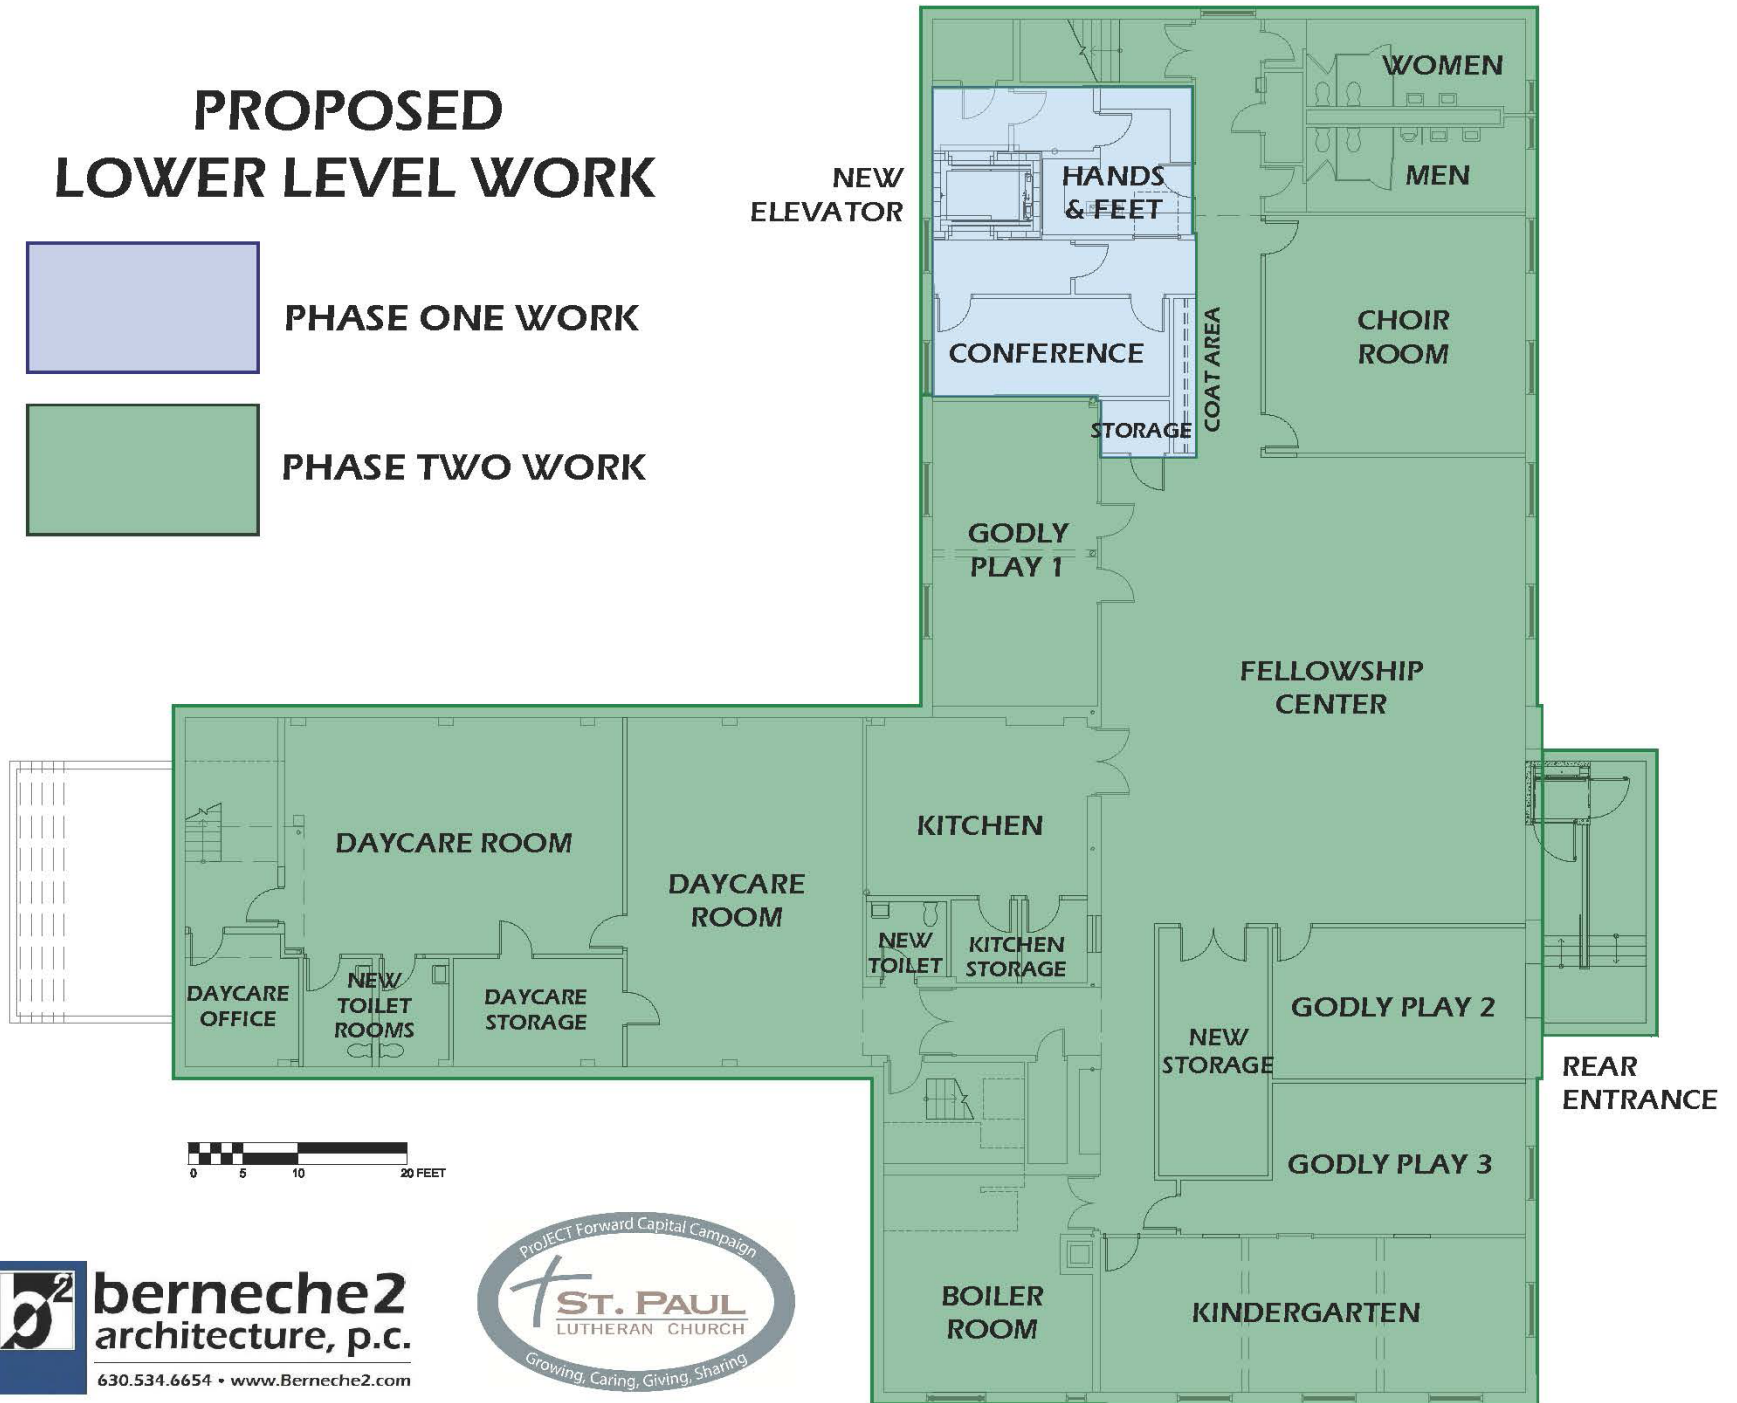 PROPOSED
LOWER LEVEL WORK
PHASE ONE WORK
PHASE TWO WORK
NEW
ELEVATOR
WOMEN
MEN
HANDS
& FEET
CONFERENCE
COAT AREA
STORAGE
CHOIR
ROOM
GODLY
PLAY 1
FELLOWSHIP
CENTER
KITCHEN
DAYCARE ROOM
DAYCARE
ROOM
NEW
TOILET
KITCHEN
STORAGE
DAYCARE
OFFICE
NEW
TOILET
ROOMS
DAYCARE
STORAGE
NEW
STORAGE
GODLY PLAY 2
GODLY PLAY 3
REAR
ENTRANCE
BOILER
ROOM
KINDERGARTEN
0 5 10 20 FEET
b2
berneche2
architecture, p.c.
630.534.6654 • www.Berneche2.com
ProJECT Forward Capital Campaign
ST. PAUL
LUTHERAN CHURCH
Growing, Caring, Giving, Sharing